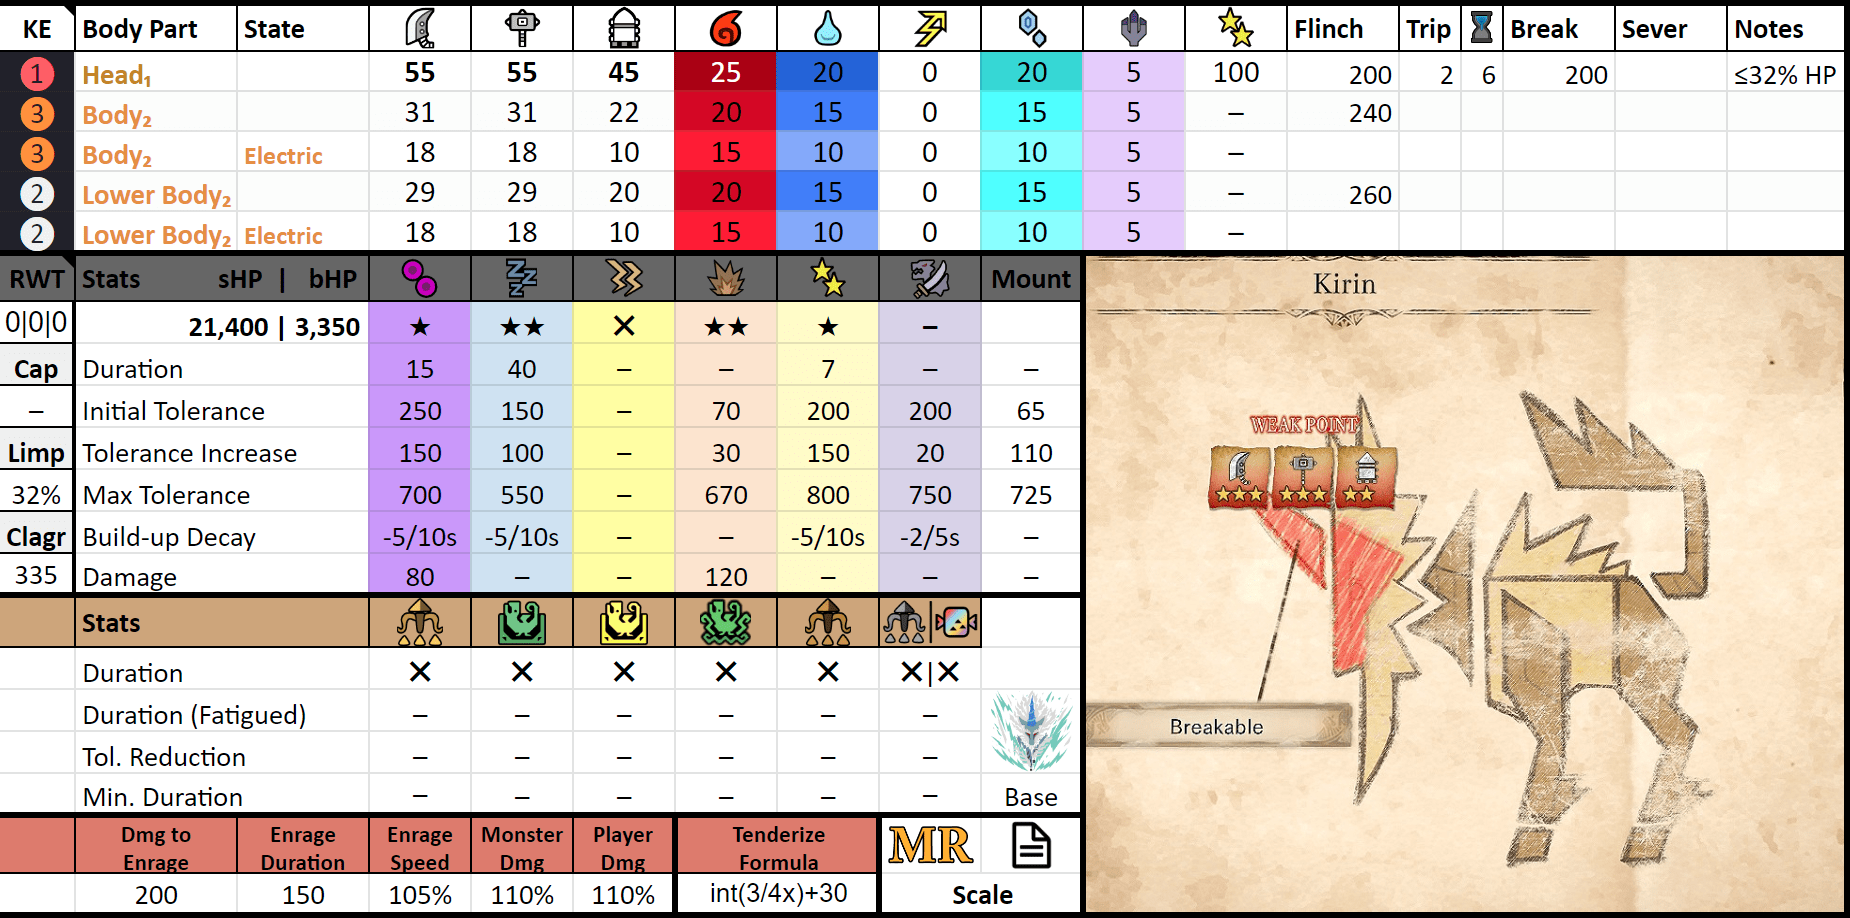 KE Body Part State Flinch Trip Break Sever Notes
1 Head₁ 55 55 45 25 20 0 20 5 100 200 2 6 200 ≤32% HP
3 Body₂ 31 31 22 20 15 0 15 5 – 240
3 Body₂ Electric 18 18 10 15 10 0 10 5 –
2 Lower Body₂ 29 29 20 20 15 0 15 5 – 260
2 Lower Body₂ Electric 18 18 10 15 10 0 10 5 –
RWT Stats sHP | bHP Mount
0|0|0 21,400 | 3,350 ★ ★★ ✕ ★★ ★ –
Cap Duration 15 40 – – 7 – –
– Initial Tolerance 250 150 – 70 200 200 65
Limp Tolerance Increase 150 100 – 30 150 20 110
32% Max Tolerance 700 550 – 670 800 750 725
Clagr Build-up Decay -5/10s -5/10s – – -5/10s -2/5s –
335 Damage 80 – – 120 – – –
Stats
Duration ✕ ✕ ✕ ✕ ✕ ✕|✕
Duration (Fatigued) – – – – – –
Tol. Reduction – – – – – –
Min. Duration – – – – – – Base
Dmg to Enrage Enrage Player Monster Tenderize
Enrage Duration Speed Dmg Dmg Formula
MR
200 150 105% 110% 110% int(3/4x)+30 Scale
Kirin
WEAK POINT
Breakable